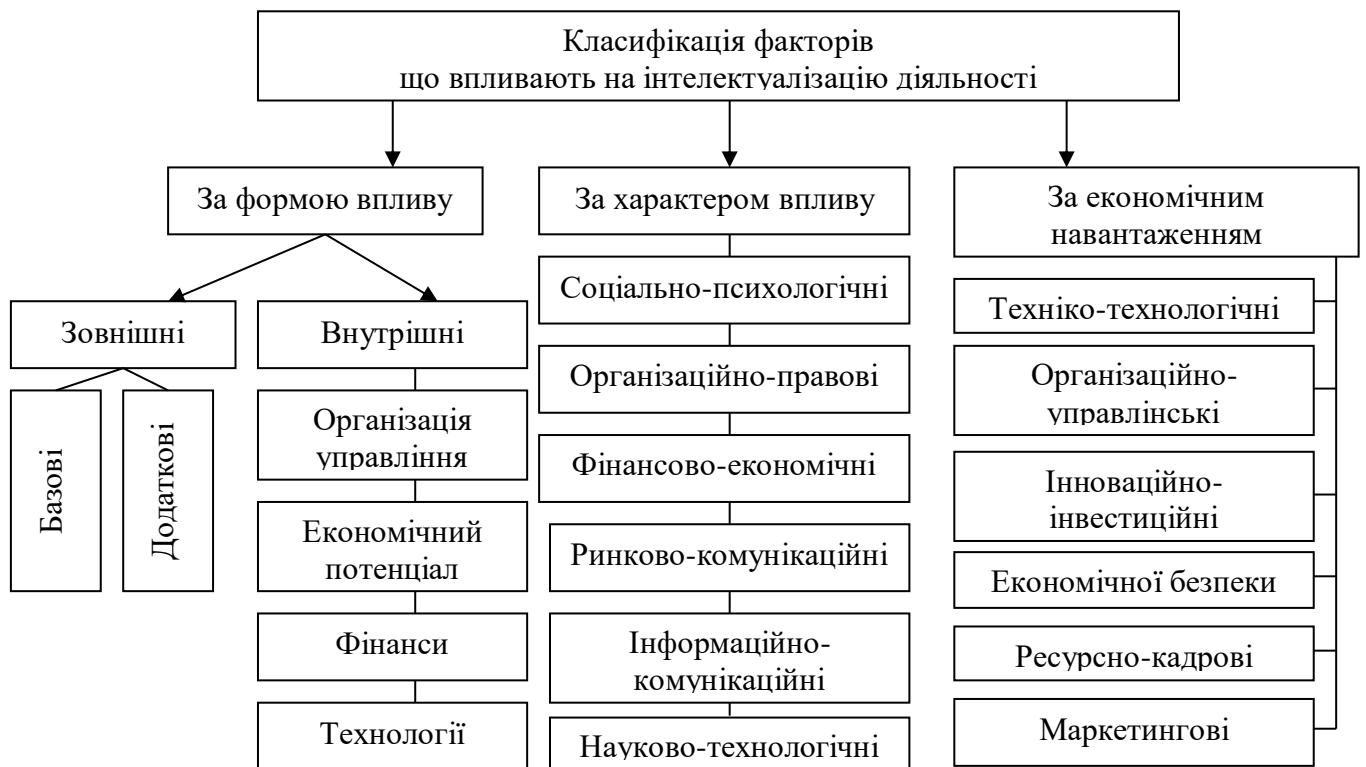 Класифікація факторів
що впливають на інтелектуалізацію діяльності
За формою впливу
Зовнішні
Базові
Додаткові
Внутрішні
Організація
управління
Економічний
потенціал
Фінанси
Технології
За характером впливу
Соціально-психологічні
Організаційно-правові
Фінансово-економічні
Ринково-комунікаційні
Інформаційно-
комунікаційні
Науково-технологічні
За економічним
навантаженням
Техніко-технологічні
Організаційно-
управлінські
Інноваційно-
інвестиційні
Економічної безпеки
Ресурсно-кадрові
Маркетингові